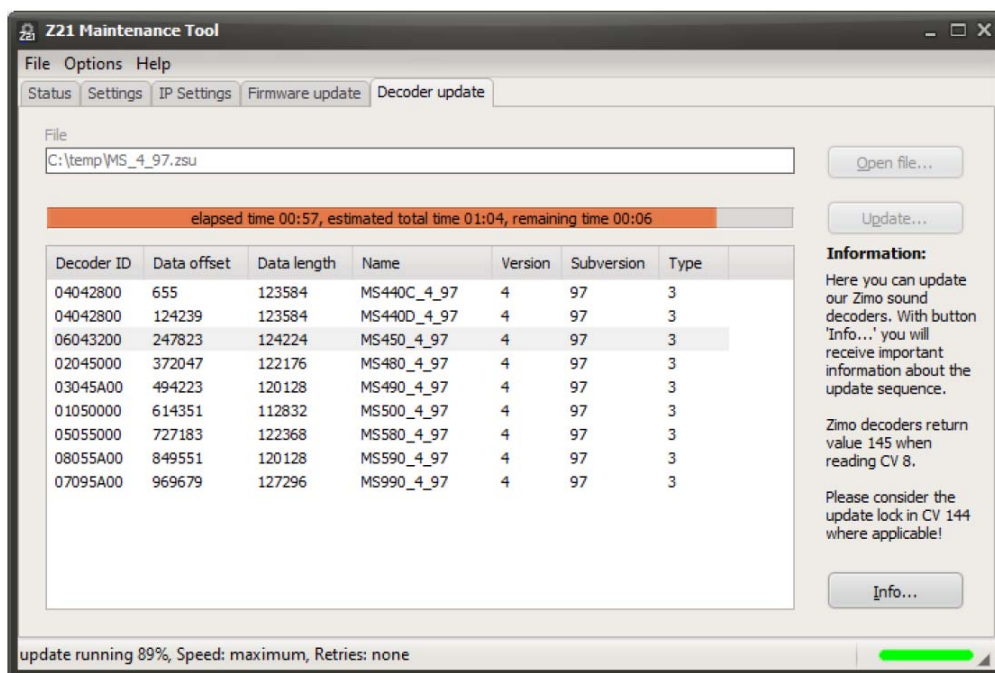 Z21 Maintenance Tool
File Options Help
Status Settings IP Settings Firmware update Decoder update
File
C:\temp\MS_4_97.zsu
Open file...
elapsed time 00:57, estimated total time 01:04, remaining time 00:06
Update...
Decoder ID Data offset Data length Name Version Subversion Type
04042800 655 123584 MS440C_4_97 4 97 3
04042800 124239 123584 MS440D_4_97 4 97 3
06043200 247823 124224 MS450_4_97 4 97 3
02045000 372047 122176 MS480_4_97 4 97 3
03045A00 494223 120128 MS490_4_97 4 97 3
01050000 614351 112832 MS500_4_97 4 97 3
05055000 727183 122368 MS580_4_97 4 97 3
08055A00 849551 120128 MS590_4_97 4 97 3
07095A00 969679 127296 MS990_4_97 4 97 3
Information:
Here you can update
our Zimo sound
decoders. With button
'Info...' you will
receive important
information about the
update sequence.
Zimo decoders return
value 145 when
reading CV 8.
Please consider the
update lock in CV 144
where applicable!
Info...
update running 89%, Speed: maximum, Retries: none